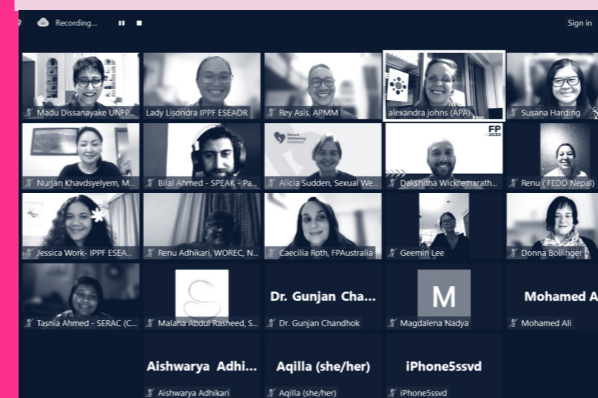 Recording...
Sign in
Madu Dissanayake UNFP...
Lady Lisondra IPPF ESEAOR
Rey Asis, APMM
alexandra johns (APA)
Susana Harding
Nurjan Khavdsyelyem, M...
Bilal Ahmed - SPEAK - Pa...
Alicia Sudden, Sexual We...
FP
2030
Dakshitha Wickremarath...
Renu ( FEDO Nepal)
Jessica Work- IPPF ESEA...
Renu Adhikari, WOREC, N...
Caecilia Roth, FPAustralia
Geemin Lee
Donna Bollinger
Tasnia Ahmed - SERAC (C...
Malaha Abdul Rasheed, S...
Dr. Gunjan Cha...
Dr. Gunjan Chandhok
M
Magdalena Nadya
Mohamed A
Mohamed Ali
Aishwarya Adhi...
Aishwarya Adhikari
Aqilla (she/her)
Aqilla (she/her)
iPhone5ssvd
iPhone5ssvd